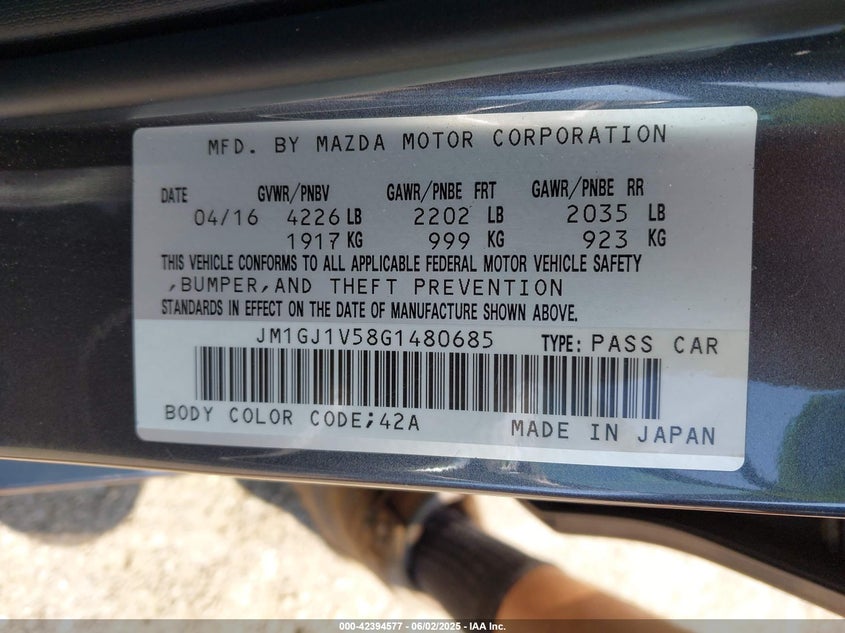 MFD. BY MAZDA MOTOR CORPORATION
DATE GVWR/PNBV GAWR/PNBE FRT GAWR/PNBE RR
04/16 4226 LB 2202 LB 2035 LB
1917 KG 999 KG 923 KG
THIS VEHICLE CONFORMS TO ALL APPLICABLE FEDERAL MOTOR VEHICLE SAFETY
,BUMPER,AND THEFT PREVENTION
STANDARDS IN EFFECT ON THE DATE OF MANUFACTURE SHOWN ABOVE.
JM1GJ1V58G1480685 TYPE: PASS CAR
BODY COLOR CODE;42A MADE IN JAPAN
000-42394577 - 06/02/2025 - IAA Inc.